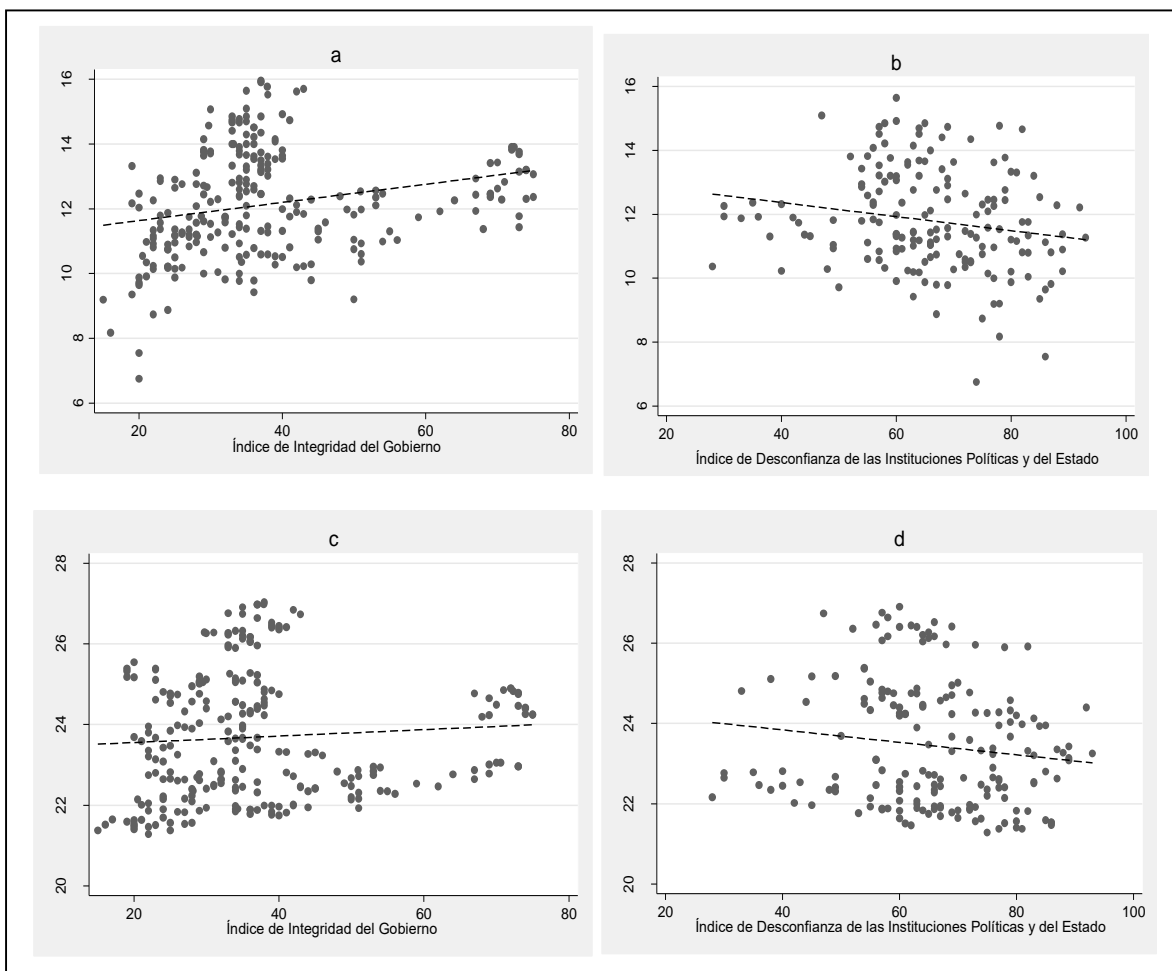 a
16
14
12
10
8
6
20 40 60 80
Índice de Integridad del Gobierno
b
16
14
12
10
8
6
20 40 60 80 100
Índice de Desconfianza de las Instituciones Políticas y del Estado
c
28
26
24
22
20
20 40 60 80
Índice de Integridad del Gobierno
d
28
26
24
22
20
20 40 60 80 100
Índice de Desconfianza de las Instituciones Políticas y del Estado